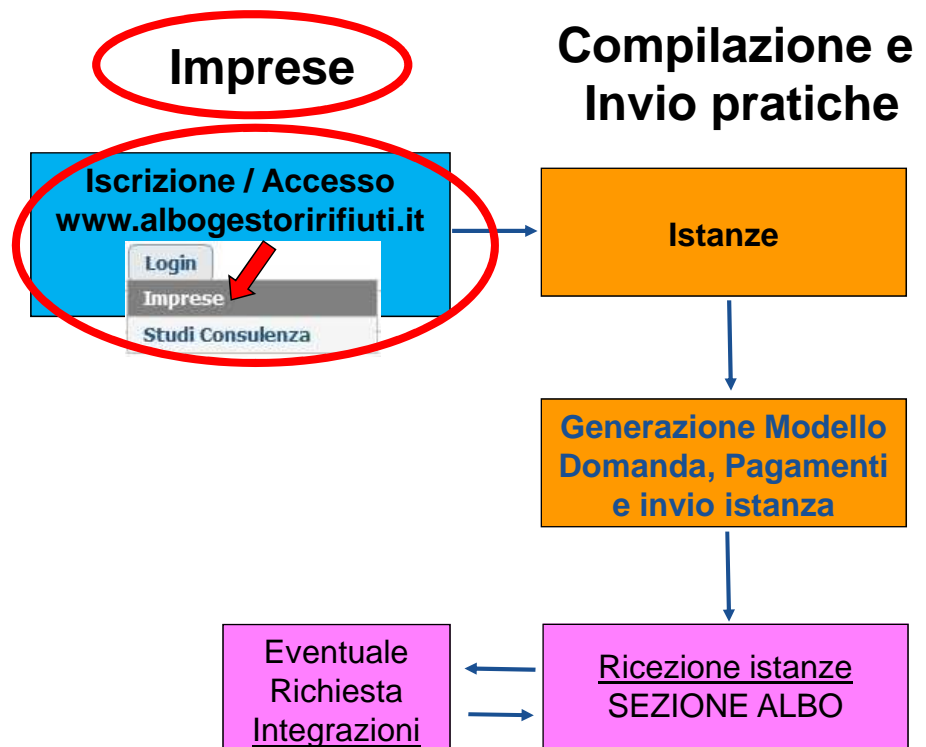 Imprese
Compilazione e
Invio pratiche
Iscrizione / Accesso
www.albogestoririfiuti.it
Login
Imprese
Studi Consulenza
Istanze
Generazione Modello
Domanda, Pagamenti
e invio istanza
Eventuale
Richiesta
Integrazioni
Ricezione istanze
SEZIONE ALBO